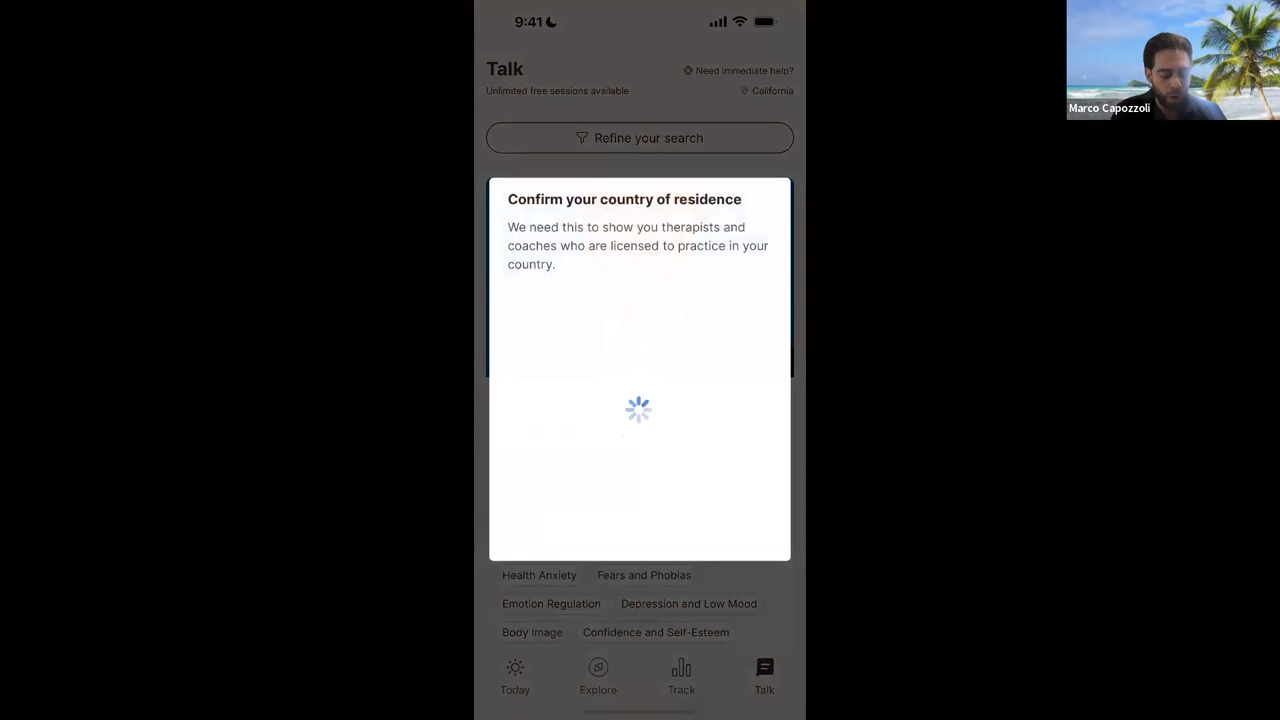 9:41
Talk
Need immediate help?
Unlimited free sessions available
California
Refine your search
Confirm your country of residence
We need this to show you therapists and
coaches who are licensed to practice in your
country.
Health Anxiety
Fears and Phobias
Emotion Regulation
Depression and Low Mood
Body Image
Confidence and Self-Esteem
Today
Explore
Track
Talk
Marco Capozzoli